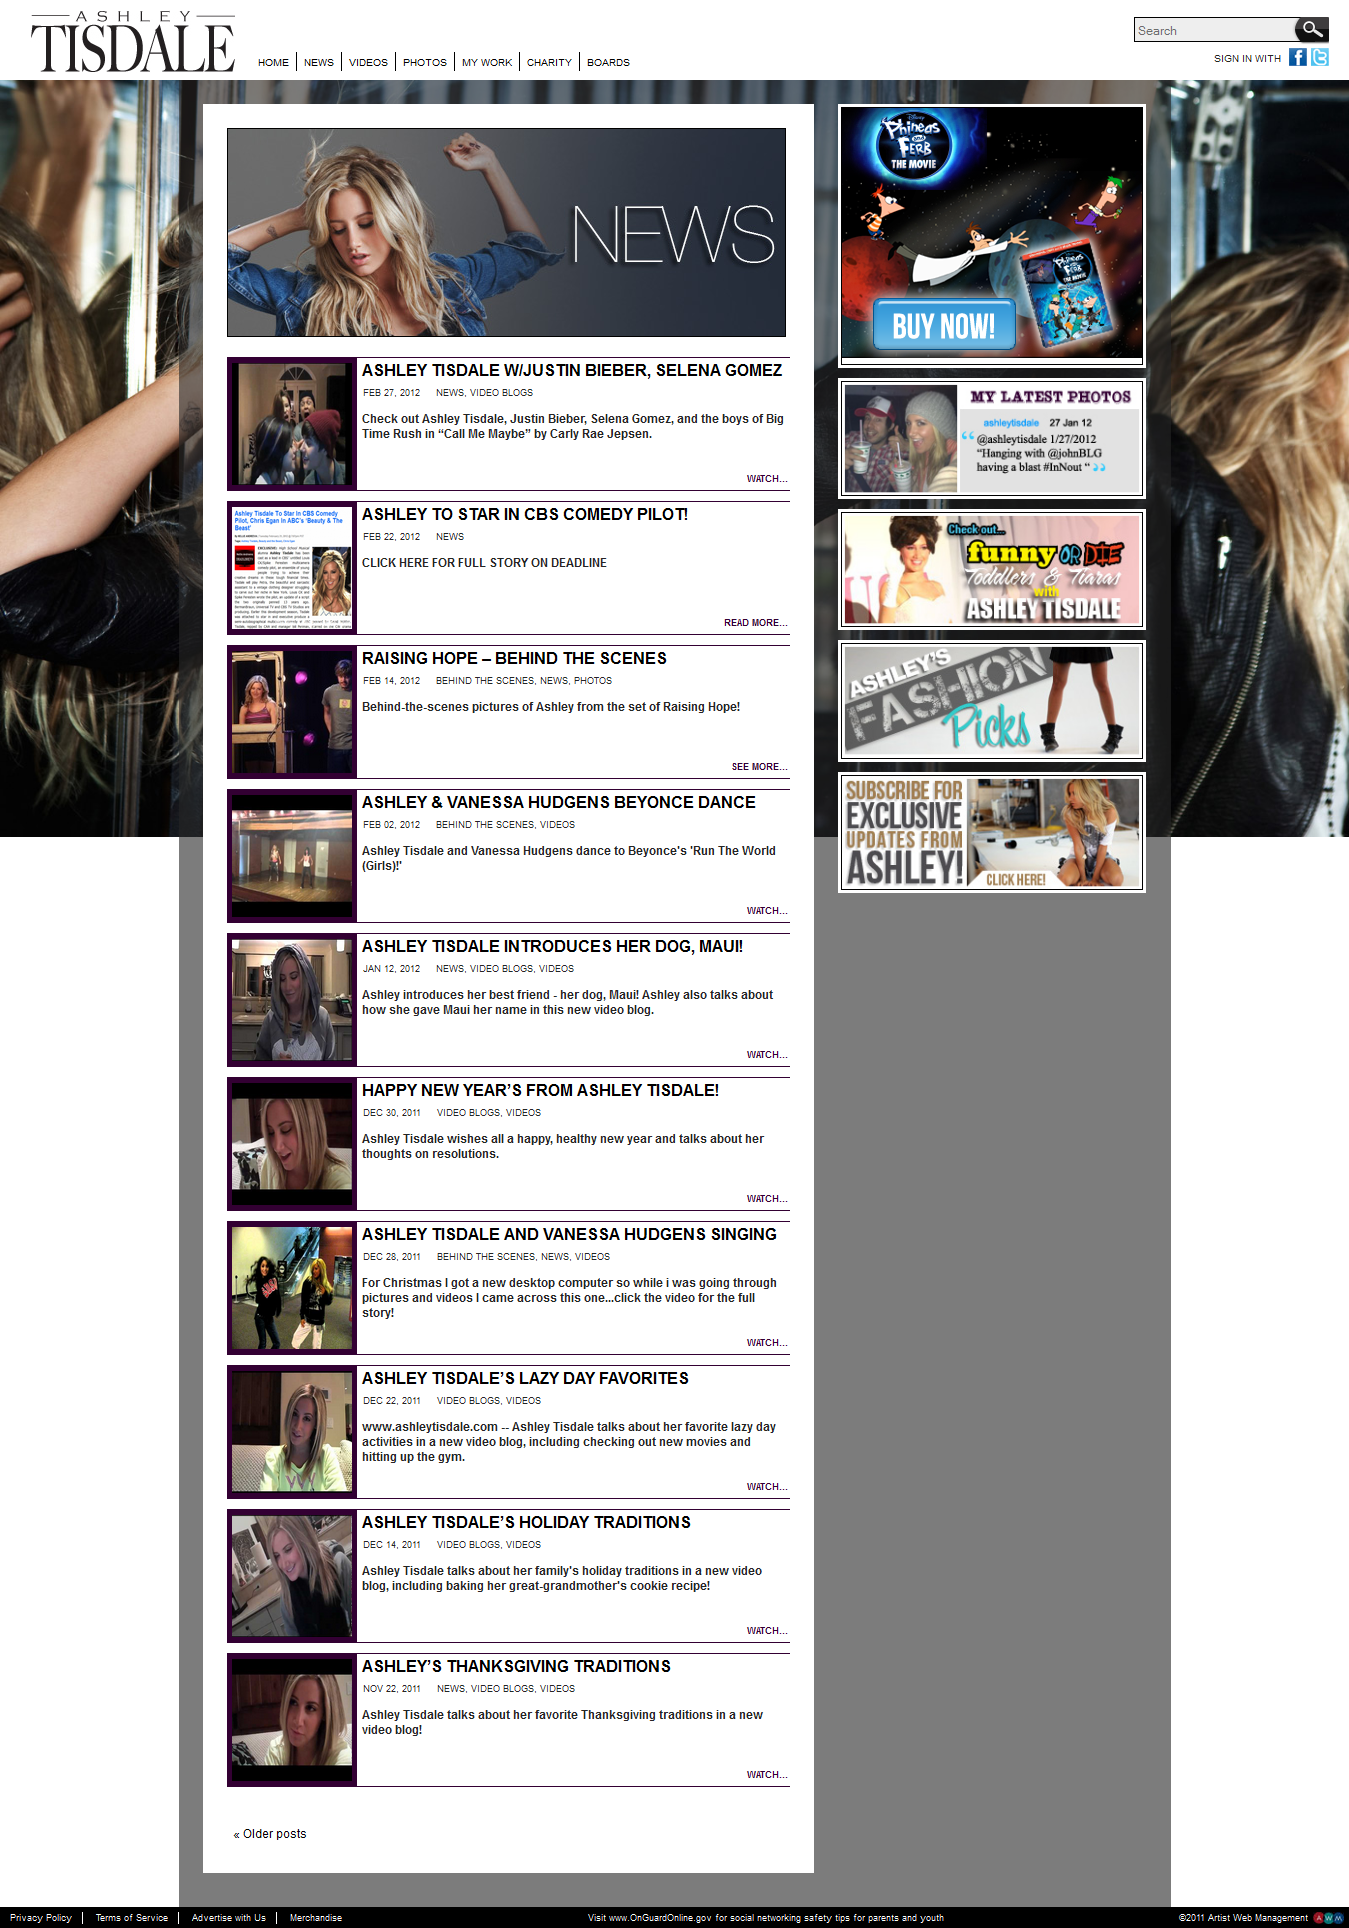 ASHLEY
TISDALE
HOME
NEWS
VIDEOS
PHOTOS
MY WORK
CHARITY
BOARDS
Search
SIGN IN WITH
NEWS
ASHLEY TISDALE W/JUSTIN BIEBER, SELENA GOMEZ
FEB 27, 2012 NEWS, VIDEO BLOGS
Check out Ashley Tisdale, Justin Bieber, Selena Gomez, and the boys of Big
Time Rush in “Call Me Maybe” by Carly Rae Jepsen.
WATCH...
Ashley Tisdale To Star In CBS Comedy
Pilot, Chris Egan In ABC's 'Beauty & The
Beast'
ASHLEY TO STAR IN CBS COMEDY PILOT!
FEB 22, 2012 NEWS
CLICK HERE FOR FULL STORY ON DEADLINE
READ MORE...
RAISING HOPE – BEHIND THE SCENES
FEB 14, 2012 BEHIND THE SCENES, NEWS, PHOTOS
Behind-the-scenes pictures of Ashley from the set of Raising Hope!
SEE MORE...
ASHLEY & VANESSA HUDGENS BEYONCE DANCE
FEB 02, 2012 BEHIND THE SCENES, VIDEOS
Ashley Tisdale and Vanessa Hudgens dance to Beyonce's 'Run The World
(Girls)!'
WATCH...
ASHLEY TISDALE INTRODUCES HER DOG, MAUI!
JAN 12, 2012 NEWS, VIDEO BLOGS, VIDEOS
Ashley introduces her best friend - her dog, Maui! Ashley also talks about
how she gave Maui her name in this new video blog.
WATCH...
HAPPY NEW YEAR’S FROM ASHLEY TISDALE!
DEC 30, 2011 VIDEO BLOGS, VIDEOS
Ashley Tisdale wishes all a happy, healthy new year and talks about her
thoughts on resolutions.
WATCH...
ASHLEY TISDALE AND VANESSA HUDGENS SINGING
DEC 28, 2011 BEHIND THE SCENES, NEWS, VIDEOS
For Christmas I got a new desktop computer so while i was going through
pictures and videos I came across this one...click the video for the full
story!
WATCH...
ASHLEY TISDALE’S LAZY DAY FAVORITES
DEC 22, 2011 VIDEO BLOGS, VIDEOS
www.ashleytisdale.com -- Ashley Tisdale talks about her favorite lazy day
activities in a new video blog, including checking out new movies and
hitting up the gym.
WATCH...
ASHLEY TISDALE’S HOLIDAY TRADITIONS
DEC 14, 2011 VIDEO BLOGS, VIDEOS
Ashley Tisdale talks about her family's holiday traditions in a new video
blog, including baking her great-grandmother's cookie recipe!
WATCH...
ASHLEY’S THANKSGIVING TRADITIONS
NOV 22, 2011 NEWS, VIDEO BLOGS, VIDEOS
Ashley Tisdale talks about her favorite Thanksgiving traditions in a new
video blog!
WATCH...
« Older posts
Disney
Phineas
and
FERB
THE MOVIE
BUY NOW!
MY LATEST PHOTOS
ashleytisdale 27 Jan 12
@ashleytisdale 1/27/2012
“Hanging with @johnBLG
having a blast #InNout “
Check out...
funny OR DIE
Toddlers & Tiaras
with
ASHLEY TISDALE
ASHLEY'S
FASHION
Picks
SUBSCRIBE FOR
EXCLUSIVE
UPDATES FROM
ASHLEY!
CLICK HERE!
Privacy Policy
Terms of Service
Advertise with Us
Merchandise
Visit www.OnGuardOnline.gov for social networking safety tips for parents and youth
©2011 Artist Web Management AWM